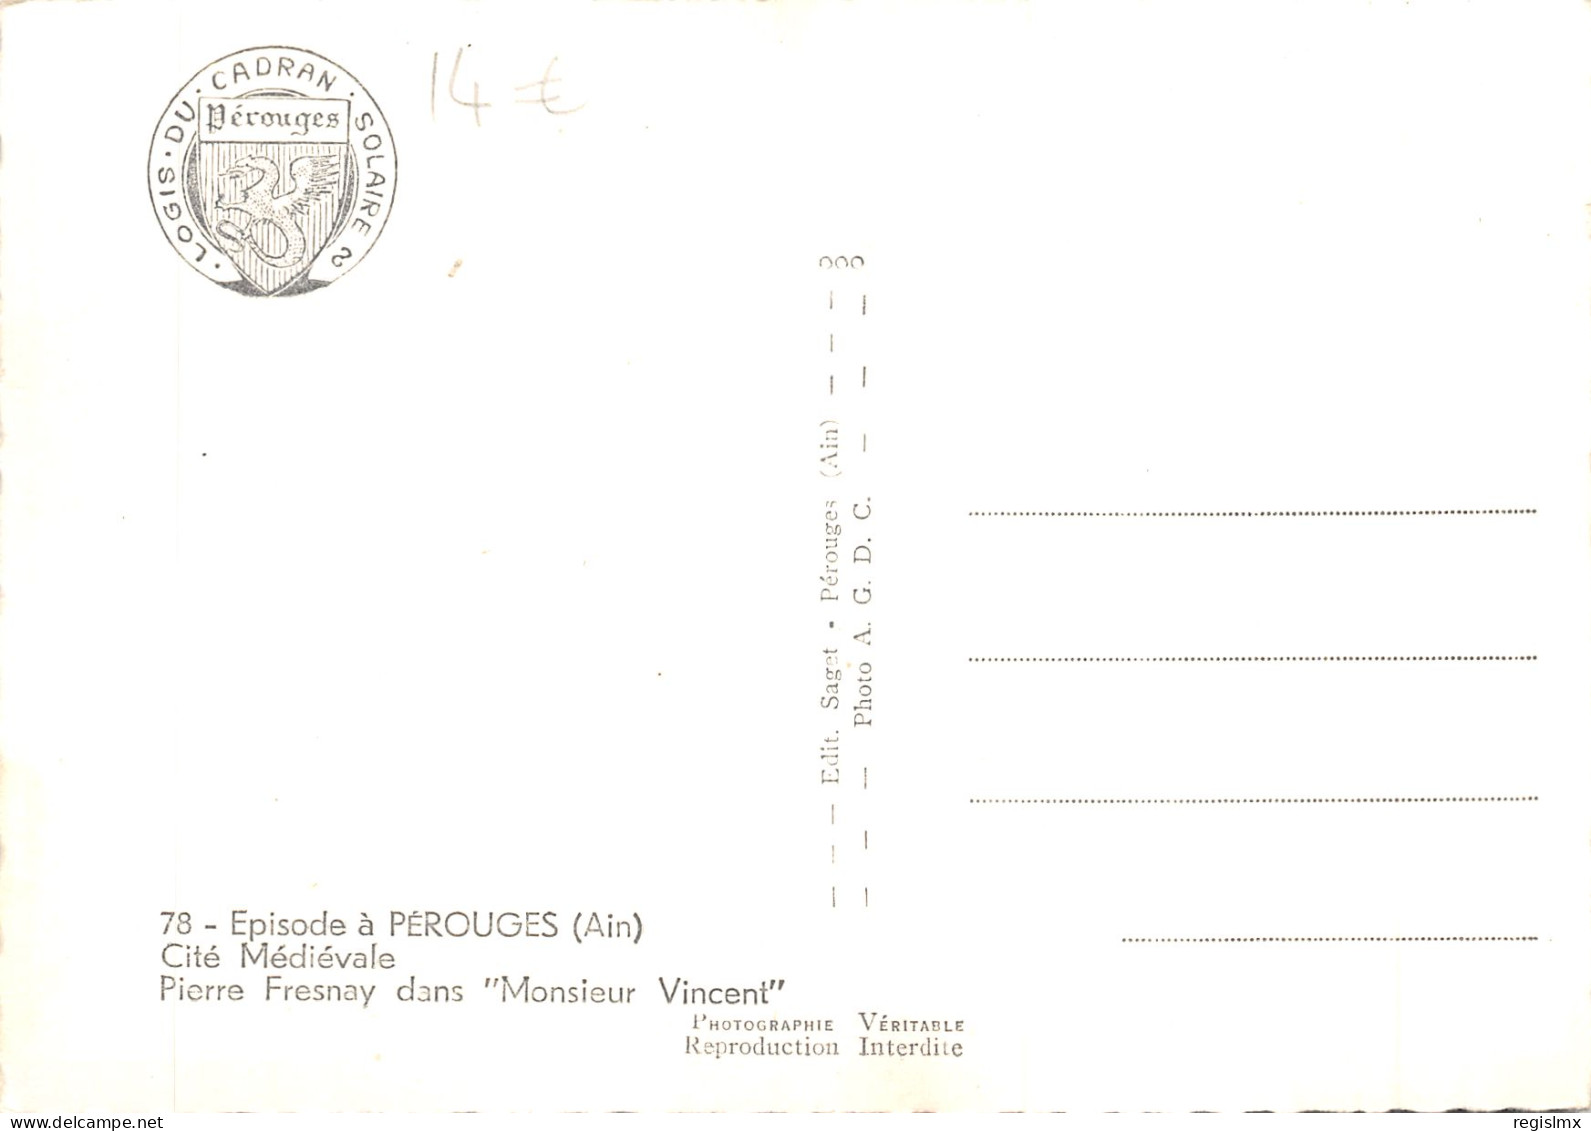 · LOGIS · DU · CADRAN · SOLAIRE 2
Pérouges
14 €
Edit. Saget - Pérouges (Ain)
Photo A. G. D. C.
78 - Episode à PÉROUGES (Ain)
Cité Médiévale
Pierre Fresnay dans "Monsieur Vincent"
PHOTOGRAPHIE VÉRITABLE
Reproduction Interdite
delcampe.net
regislmx